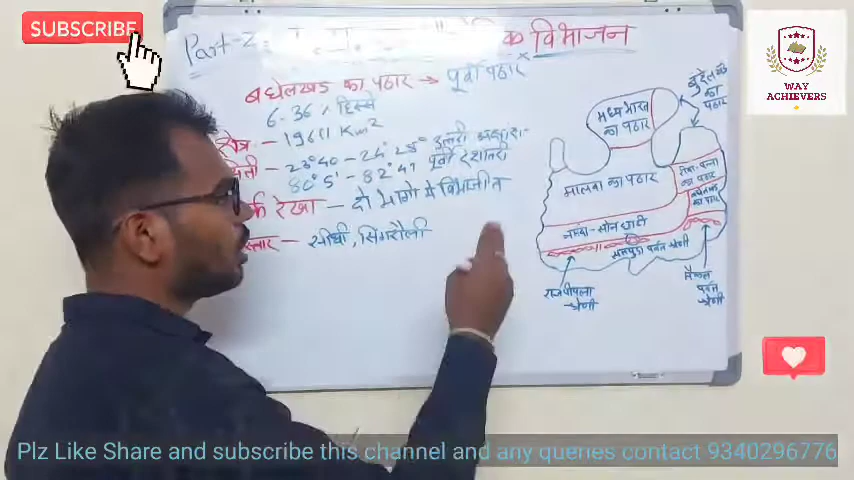 SUBSCRIBE
Part-2:
क विभाजन
WAY
ACHIEVERS
बघेलखंड का पठार → पूर्वी पठार
6.36 % हिस्से
क्षेत्र - 19611 Km²
23°40 - 24° 25° उत्तरी अक्षांश
80° 5' - 82° 47 पूर्वी देशांतर
र्क रेखा - दो भागो मे विभाजीत
स्तार - सीधी, सिंगरौली
मध्य भारत
का पठार
बुंदेलखंड
का
पठार
मालवा का पठार
रीवा-पन्ना
का पठार
बघेलखंड
का पठार
नर्मदा-सोन घाटी
सतपुड़ा पर्वत श्रेणी
राजपीपला
श्रेणी
मैकल
पर्वत
श्रेणी
Plz Like Share and subscribe this channel and any queries contact 9340296776